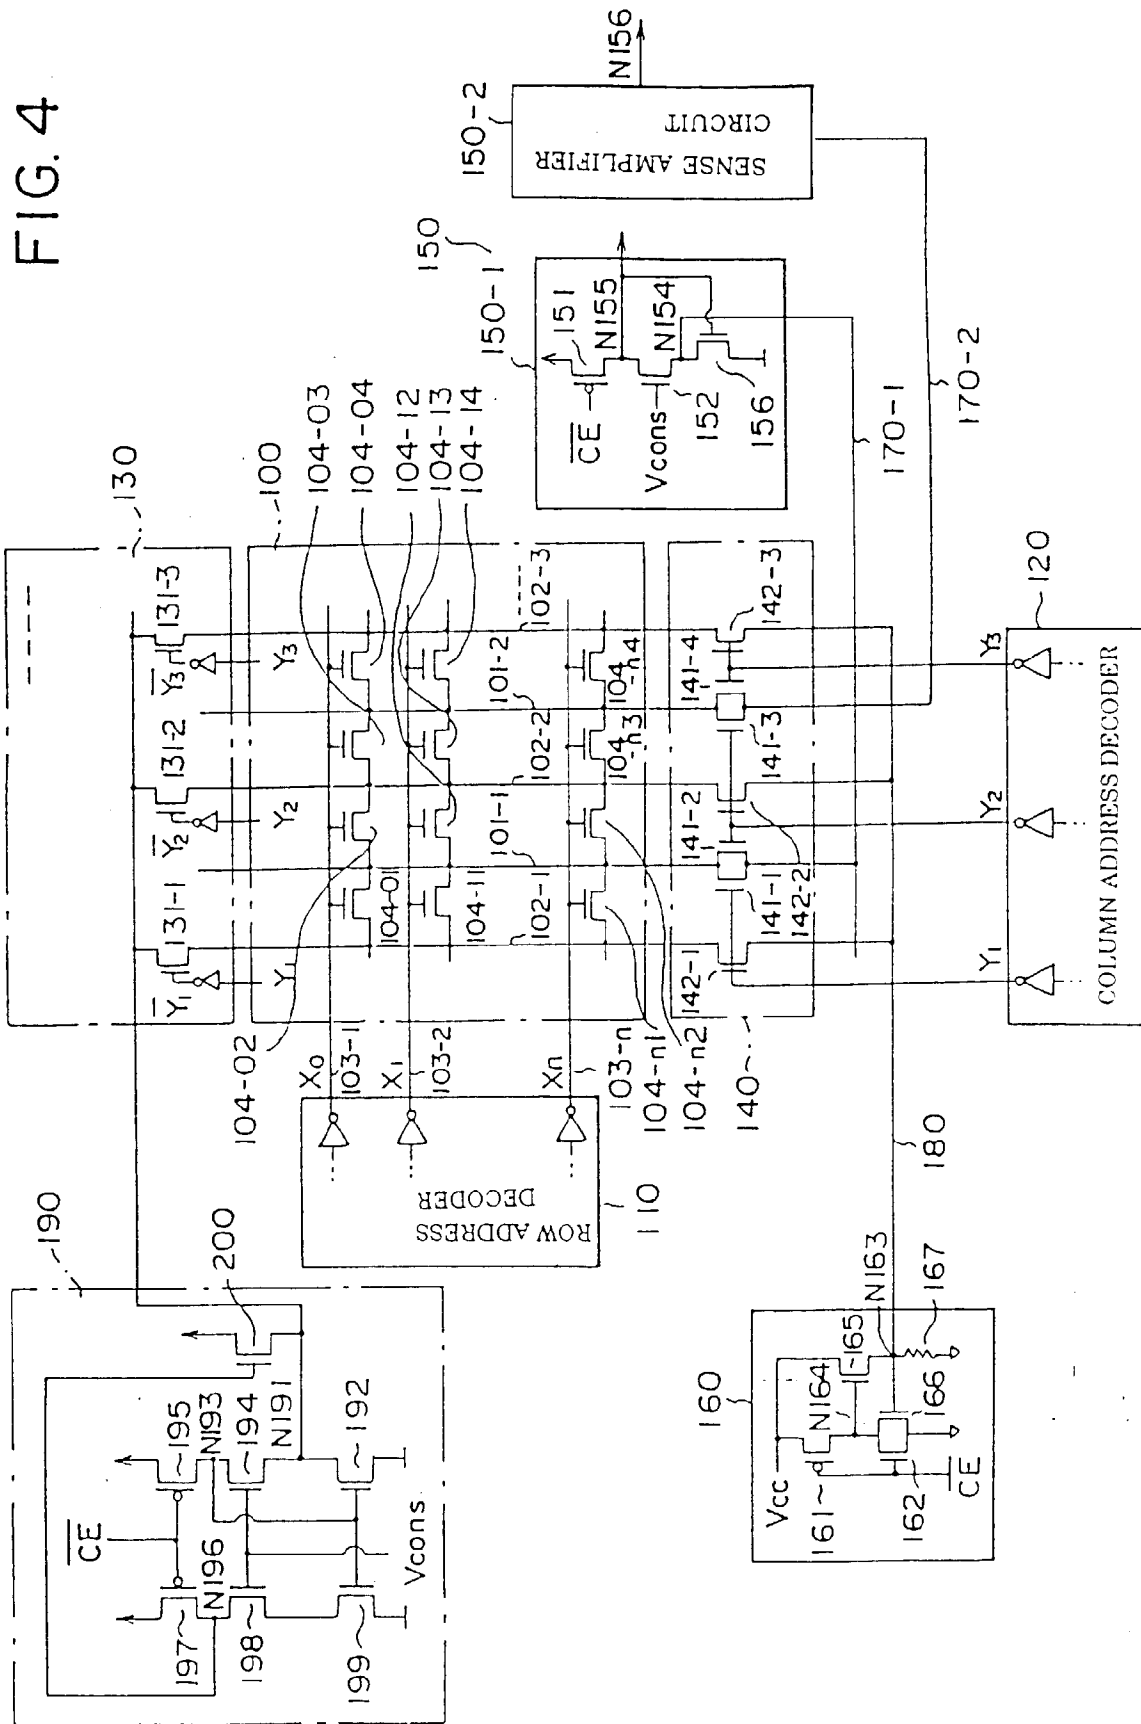 FIG. 4
190
200
195
N193
194
N191
192
CE
N196
197
198
199
Vcons
130
131-1
131-2
131-3
Y1
Y2
Y3
Y1
Y2
Y3
100
104-03
104-04
104-12
104-13
104-14
104-02
104-01
104-11
102-1
101-1
102-2
101-2
102-3
104-n3
104-n4
104-n1
104-n2
X0
103-1
X1
103-2
Xn
103-n
ROW ADDRESS
DECODER
110
140
142-1
141-1
142-2
141-2
141-3
141-4
142-3
150
150-1
151
N155
N154
CE
Vcons
152
156
150-2
SENSE AMPLIFIER
CIRCUIT
N156
170-1
170-2
180
160
Vcc
161
162
N164
165
N163
166
167
CE
Y1
Y2
Y3
COLUMN ADDRESS DECODER
120